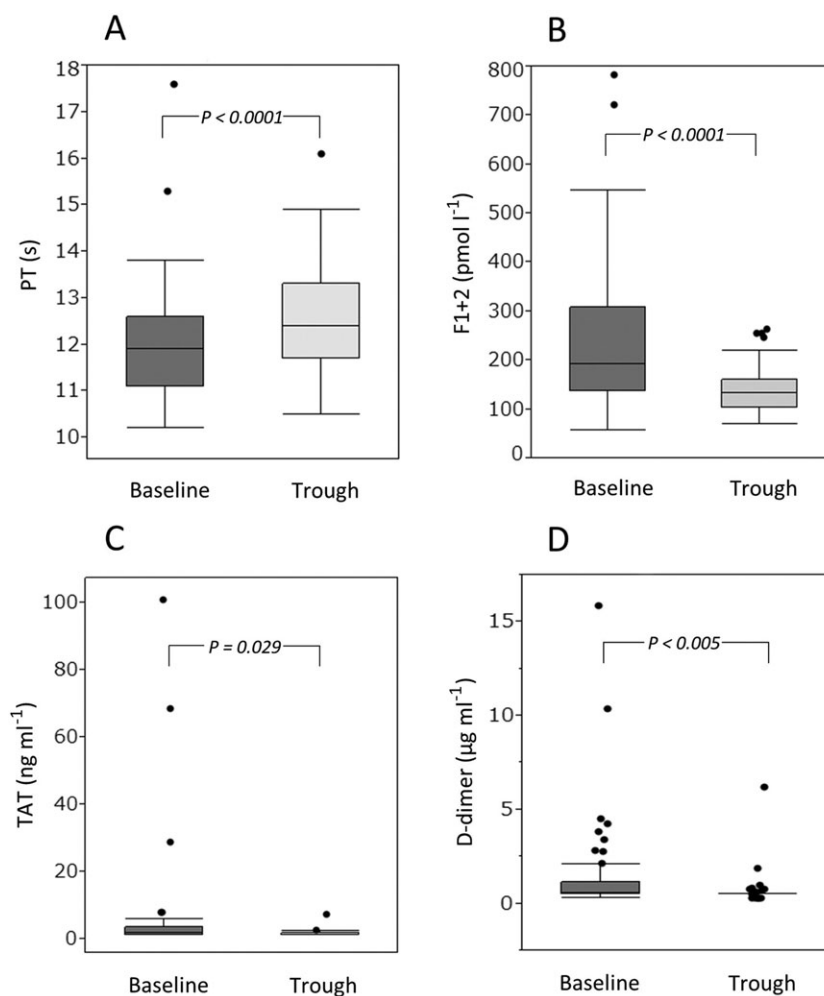 A
PT (s)
18
17
16
15
14
13
12
11
10
P < 0.0001
Baseline Trough
B
F1+2 (pmol l⁻¹)
800
700
600
500
400
300
200
100
0
P < 0.0001
Baseline Trough
C
TAT (ng ml⁻¹)
100
80
60
40
20
0
P = 0.029
Baseline Trough
D
D-dimer (µg ml⁻¹)
15
10
5
0
P < 0.005
Baseline Trough